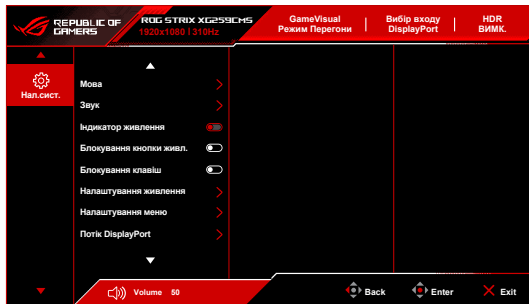 REPUBLIC OF
GAMERS
ROG STRIX XG259CMS
1920x1080 | 310Hz
GameVisual
Режим Перегони
Вибір входу
DisplayPort
HDR
ВИМК.
Нал.сист.
Мова
Звук
Індикатор живлення
Блокування кнопки живл.
Блокування клавіш
Налаштування живлення
Налаштування меню
Потік DisplayPort
Volume 50
Back
Enter
Exit